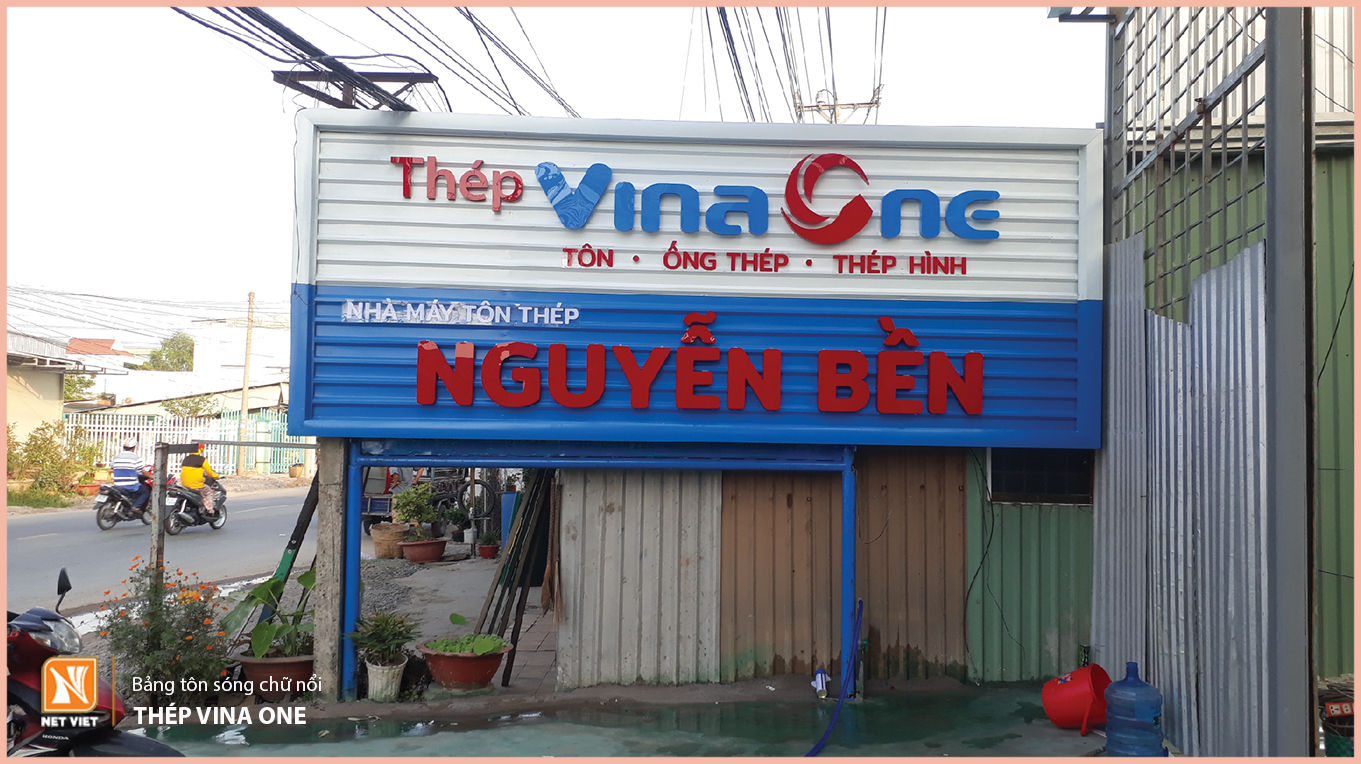 Thép Vina One
TÔN • ỐNG THÉP • THÉP HÌNH
NHÀ MÁY TÔN THÉP
NGUYỄN BỀN
Bảng tôn sóng chữ nổi
THÉP VINA ONE
N
NET VIET
HONDA